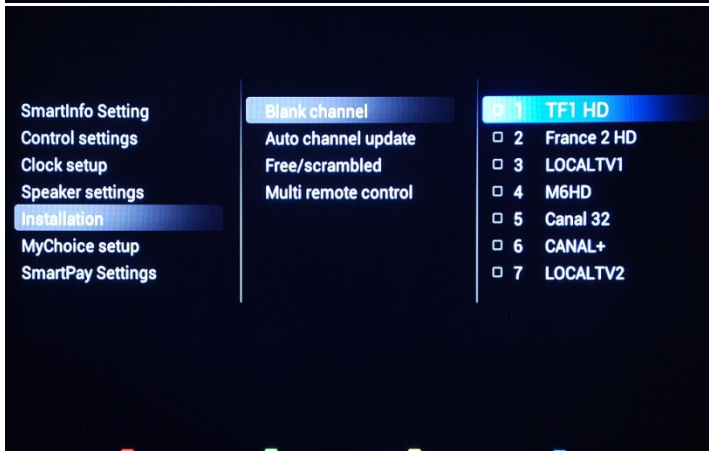 SmartInfo Setting
Control settings
Clock setup
Speaker settings
Installation
MyChoice setup
SmartPay Settings
Blank channel
Auto channel update
Free/scrambled
Multi remote control
1 TF1 HD
2 France 2 HD
3 LOCALTV1
4 M6HD
5 Canal 32
6 CANAL+
7 LOCALTV2